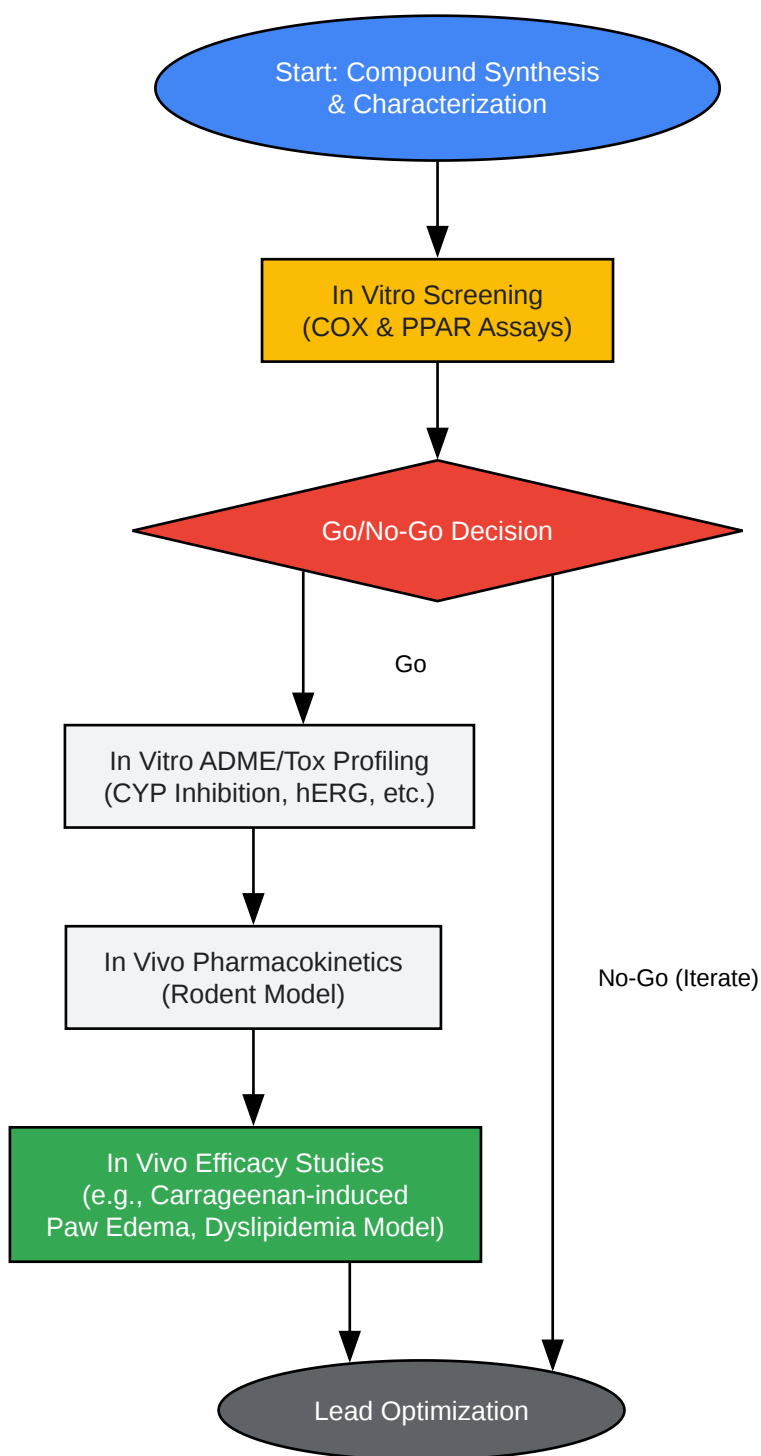 Start: Compound Synthesis
& Characterization
In Vitro Screening
(COX & PPAR Assays)
Go/No-Go Decision
Go
In Vitro ADME/Tox Profiling
(CYP Inhibition, hERG, etc.)
In Vivo Pharmacokinetics
(Rodent Model)
No-Go (Iterate)
In Vivo Efficacy Studies
(e.g., Carrageenan-induced
Paw Edema, Dyslipidemia Model)
Lead Optimization